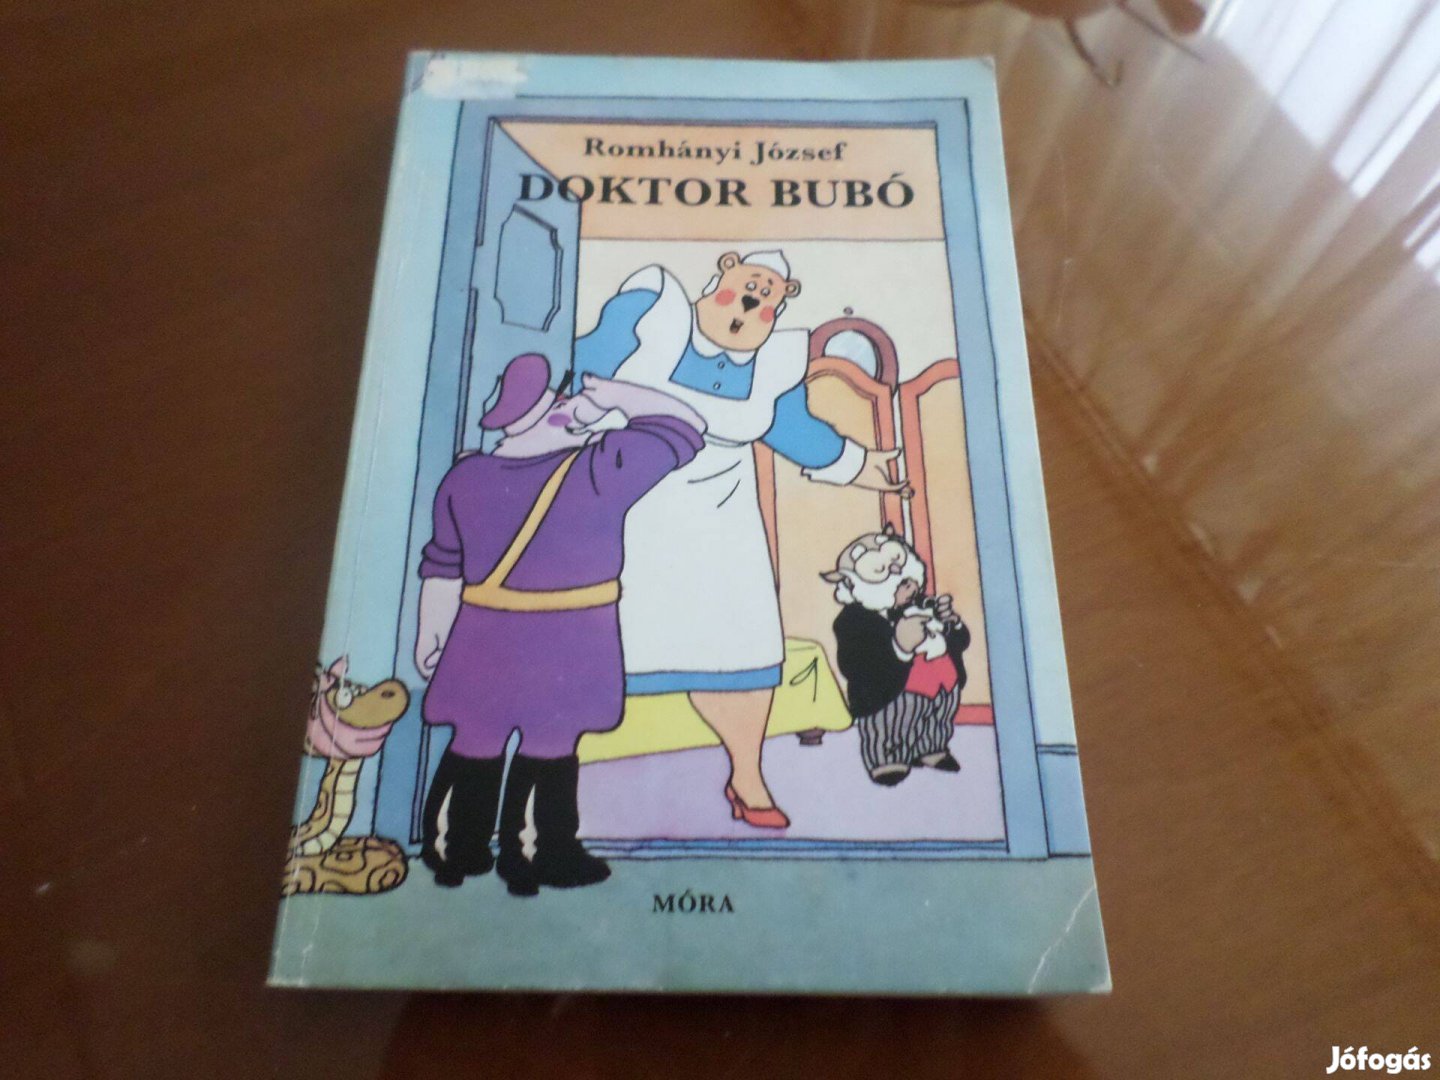 Romhányi József
DOKTOR BUBÓ
MÓRA
Jófogás